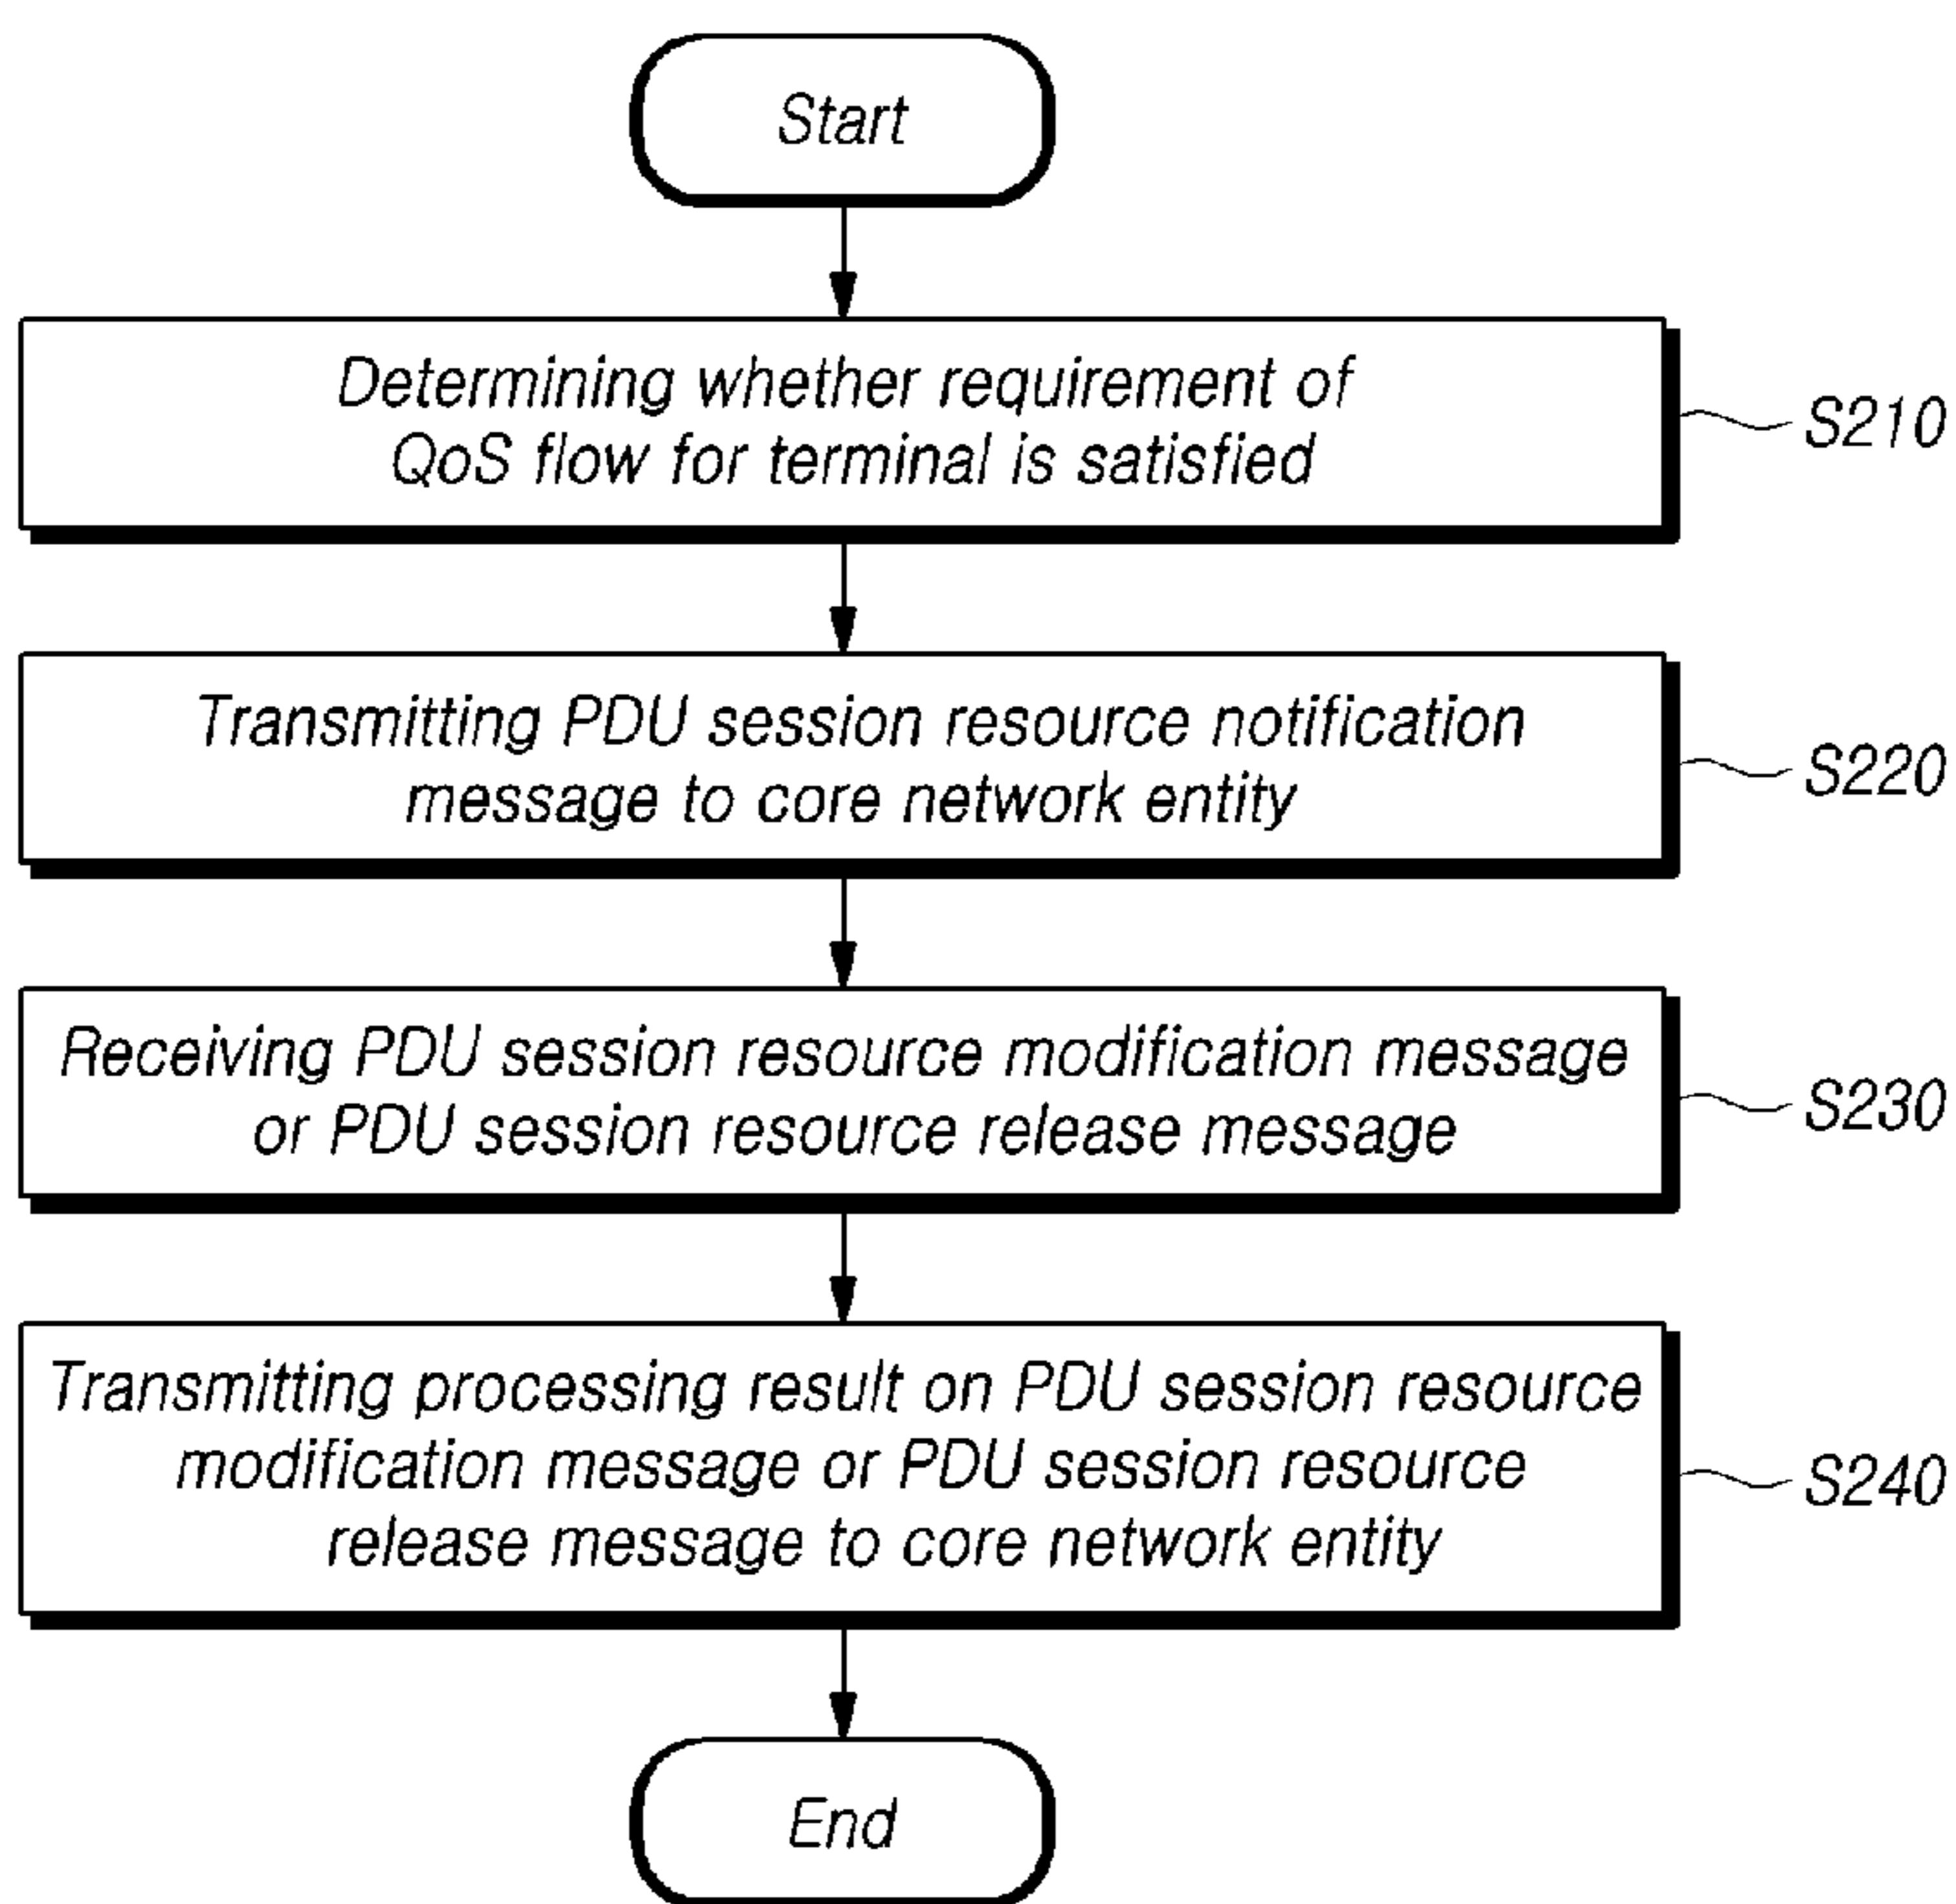 Start
Determining whether requirement of
QoS flow for terminal is satisfied
S210
Transmitting PDU session resource notification
message to core network entity
S220
Receiving PDU session resource modification message
or PDU session resource release message
S230
Transmitting processing result on PDU session resource
modification message or PDU session resource
release message to core network entity
S240
End